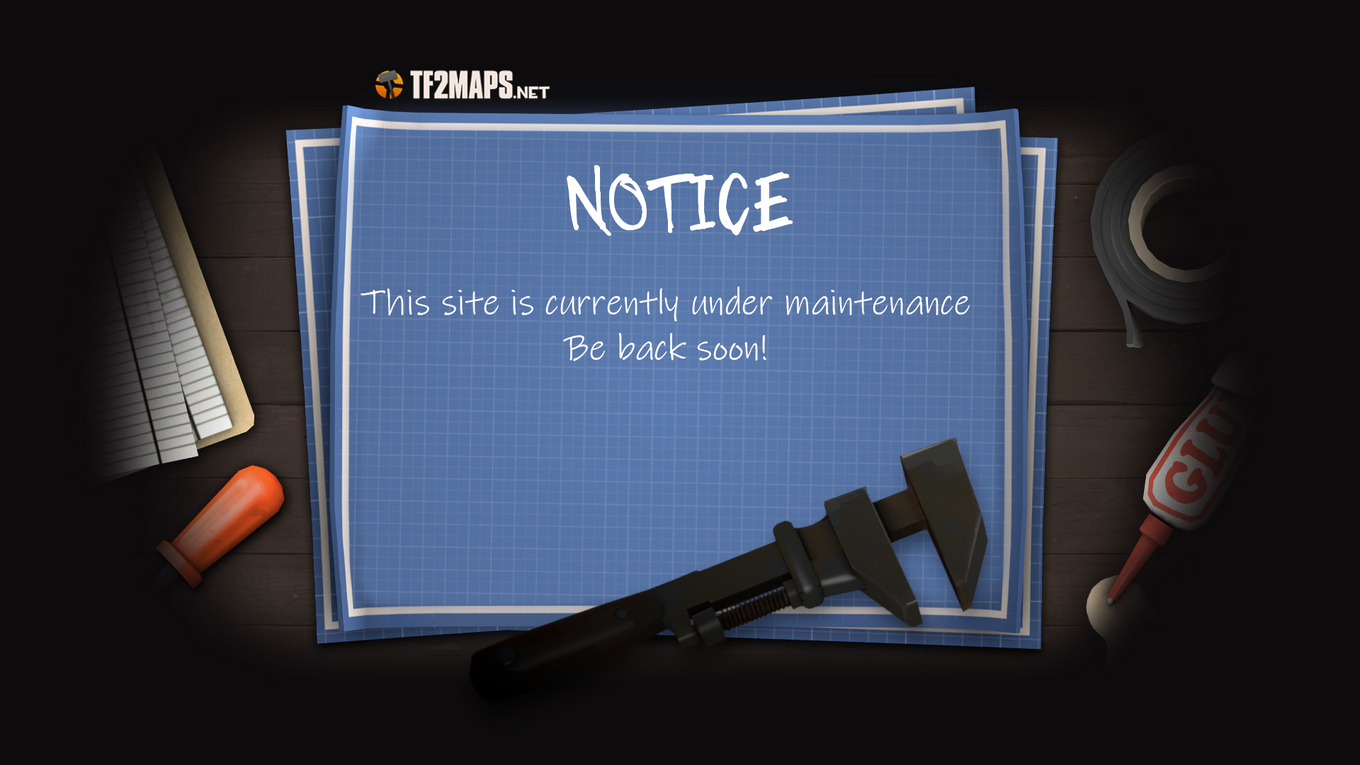 TF2MAPS.NET
NOTICE
This site is currently under maintenance
Be back soon!